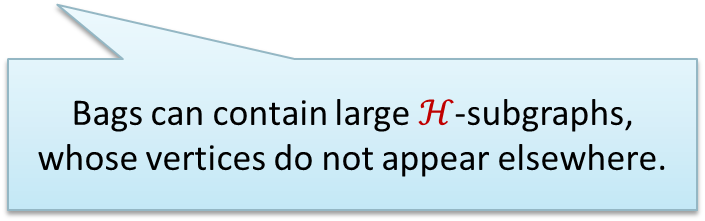 Bags can contain large ℋ-subgraphs,
whose vertices do not appear elsewhere.